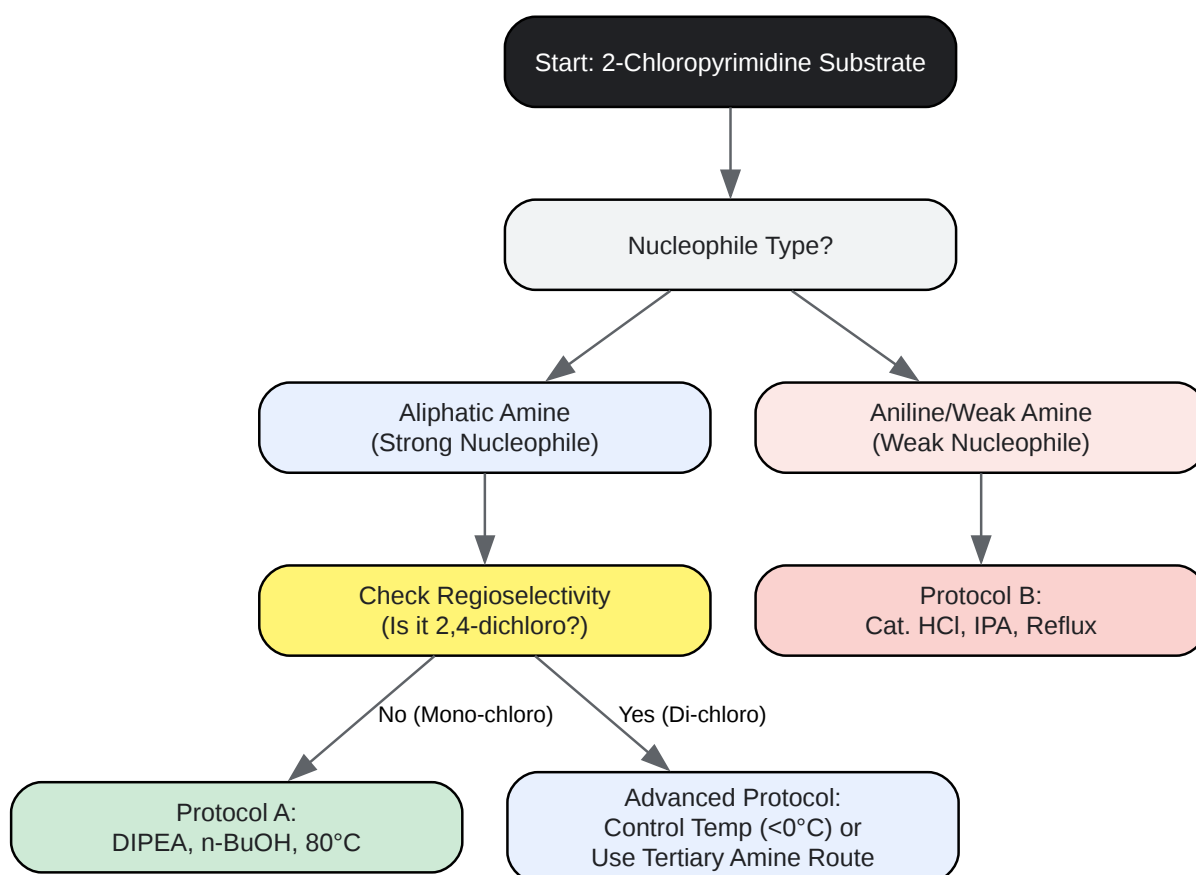 Start: 2-Chloropyrimidine Substrate
Nucleophile Type?
Aliphatic Amine
(Strong Nucleophile)
Aniline/Weak Amine
(Weak Nucleophile)
Check Regioselectivity
(Is it 2,4-dichloro?)
Protocol B:
Cat. HCl, IPA, Reflux
No (Mono-chloro)
Yes (Di-chloro)
Protocol A:
DIPEA, n-BuOH, 80°C
Advanced Protocol:
Control Temp (<0°C) or
Use Tertiary Amine Route